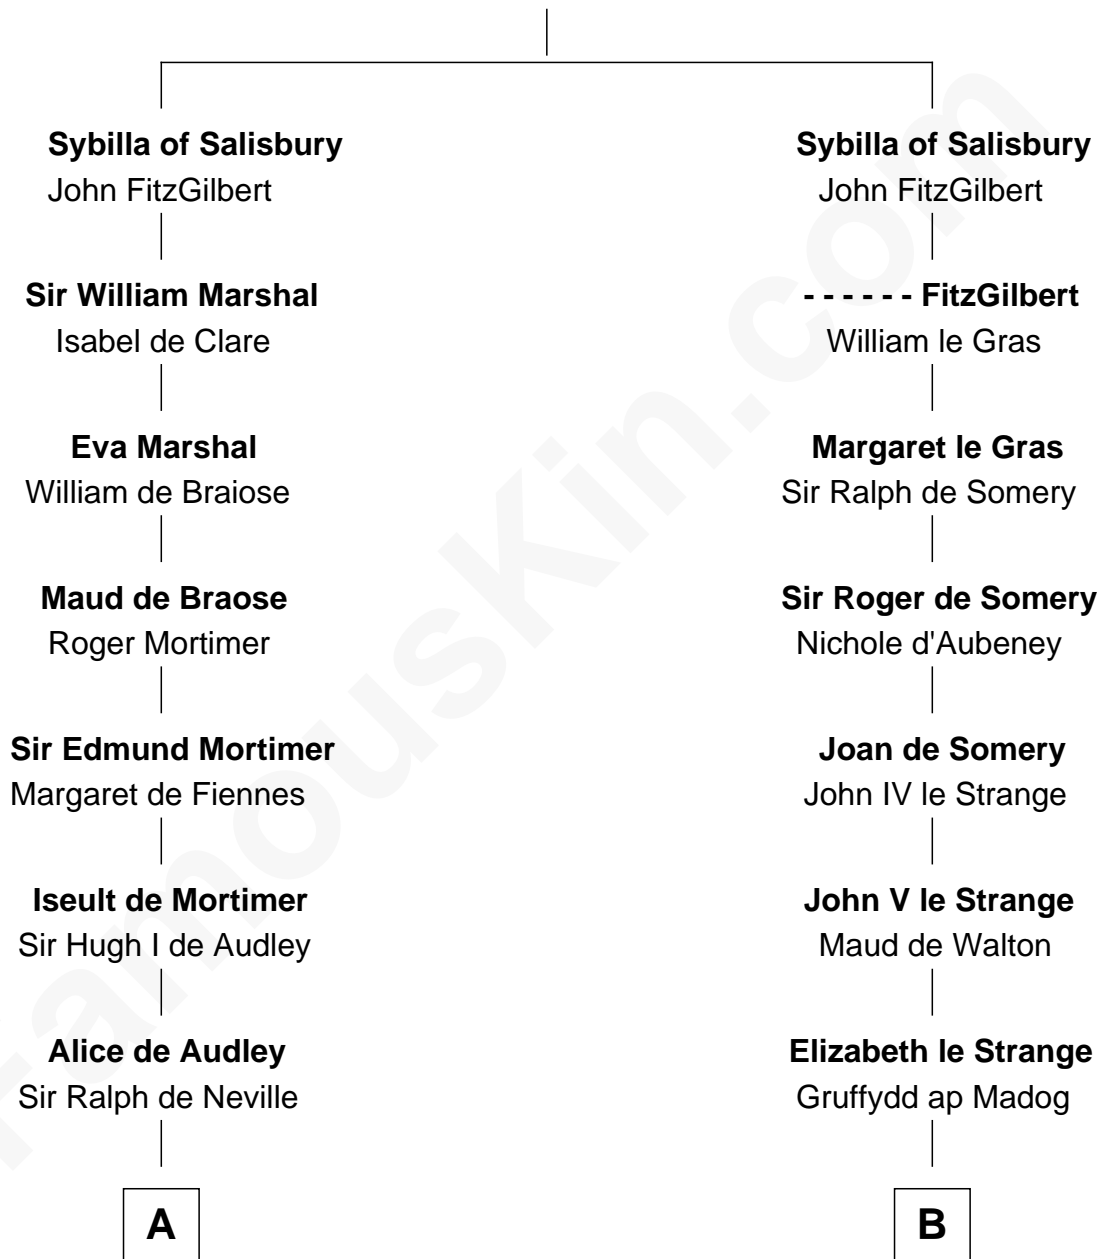 Sybilla of Salisbury
John FitzGilbert
Sir William Marshal
Isabel de Clare
Eva Marshal
William de Braiose
Maud de Braose
Roger Mortimer
Sir Edmund Mortimer
Margaret de Fiennes
Iseult de Mortimer
Sir Hugh I de Audley
Alice de Audley
Sir Ralph de Neville
A
Sybilla of Salisbury
John FitzGilbert
- - - - - - FitzGilbert
William le Gras
Margaret le Gras
Sir Ralph de Somery
Sir Roger de Somery
Nichole d'Aubeney
Joan de Somery
John IV le Strange
John V le Strange
Maud de Walton
Elizabeth le Strange
Gruffydd ap Madog
B
FamousKin.com